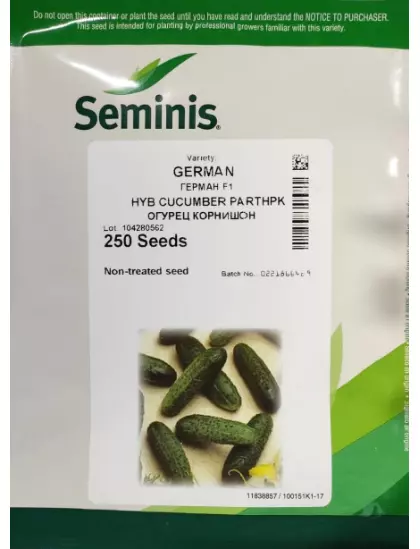 Do not open this container or plant the seed until you have read and understand the NOTICE TO PURCHASER.
This seed is intended for planting by professional growers familiar with this variety.
Seminis®
Variety:
GERMAN
ГЕРМАН F1
HYB CUCUMBER PARTHPK
ОГУРЕЦ КОРНИШОН
Lot: 104280562
250 Seeds
Non-treated seed
Batch No.:
11838857 / 100151K1-17